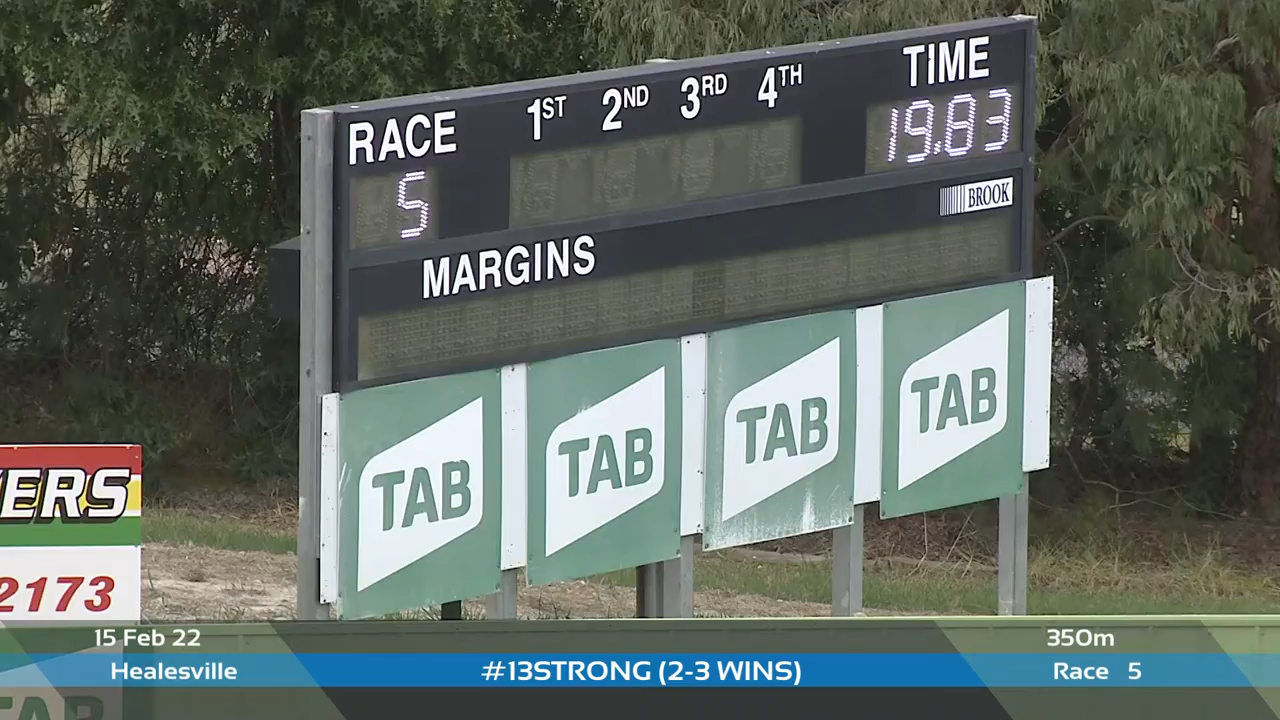 RACE 1ST 2ND 3RD 4TH TIME
5 19.83
BROOK
MARGINS
TAB TAB TAB TAB
ERS
2173
15 Feb 22 350m
Healesville #13STRONG (2-3 WINS) Race 5
TAB